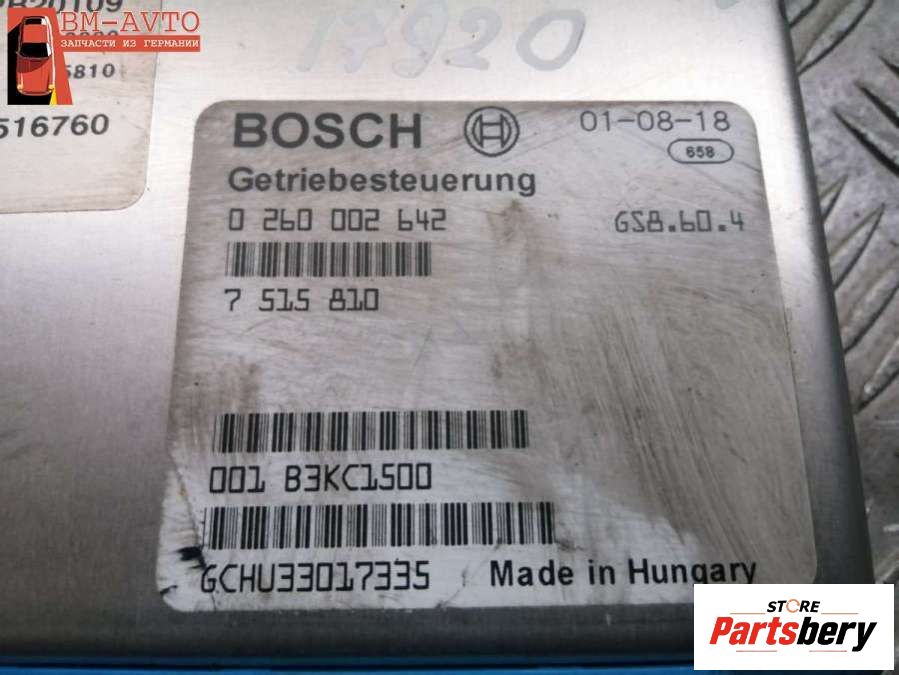 20109
BM-AVTO
ЗАПЧАСТИ ИЗ ГЕРМАНИИ
5810
516760
17920
BOSCH
01-08-18
658
Getriebesteuerung
0 260 002 642
GS8.60.4
7 515 810
001 B3KC1500
GCHU33017335
Made in Hungary
STORE
Partsbery